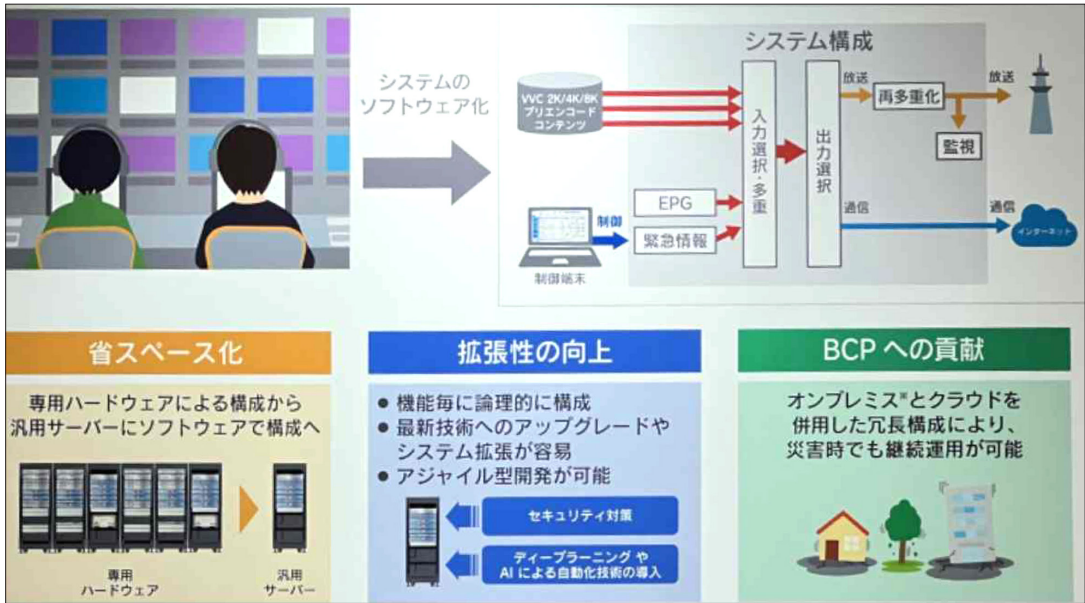 システムの
ソフトウェア化
システム構成
VVC 2K/4K/8K
プリエンコード
コンテンツ
入力選択・多重
出力選択
放送
再多重化
放送
監視
EPG
緊急情報
制御
制御端末
通信
通信
インターネット
省スペース化
専用ハードウェアによる構成から
汎用サーバーにソフトウェアで構成へ
専用
ハードウェア
汎用
サーバー
拡張性の向上
● 機能毎に論理的に構成
● 最新技術へのアップグレードや
システム拡張が容易
● アジャイル型開発が可能
セキュリティ対策
ディープラーニング や
AI による自動化技術の導入
BCP への貢献
オンプレミス※とクラウドを
併用した冗長構成により、
災害時でも継続運用が可能